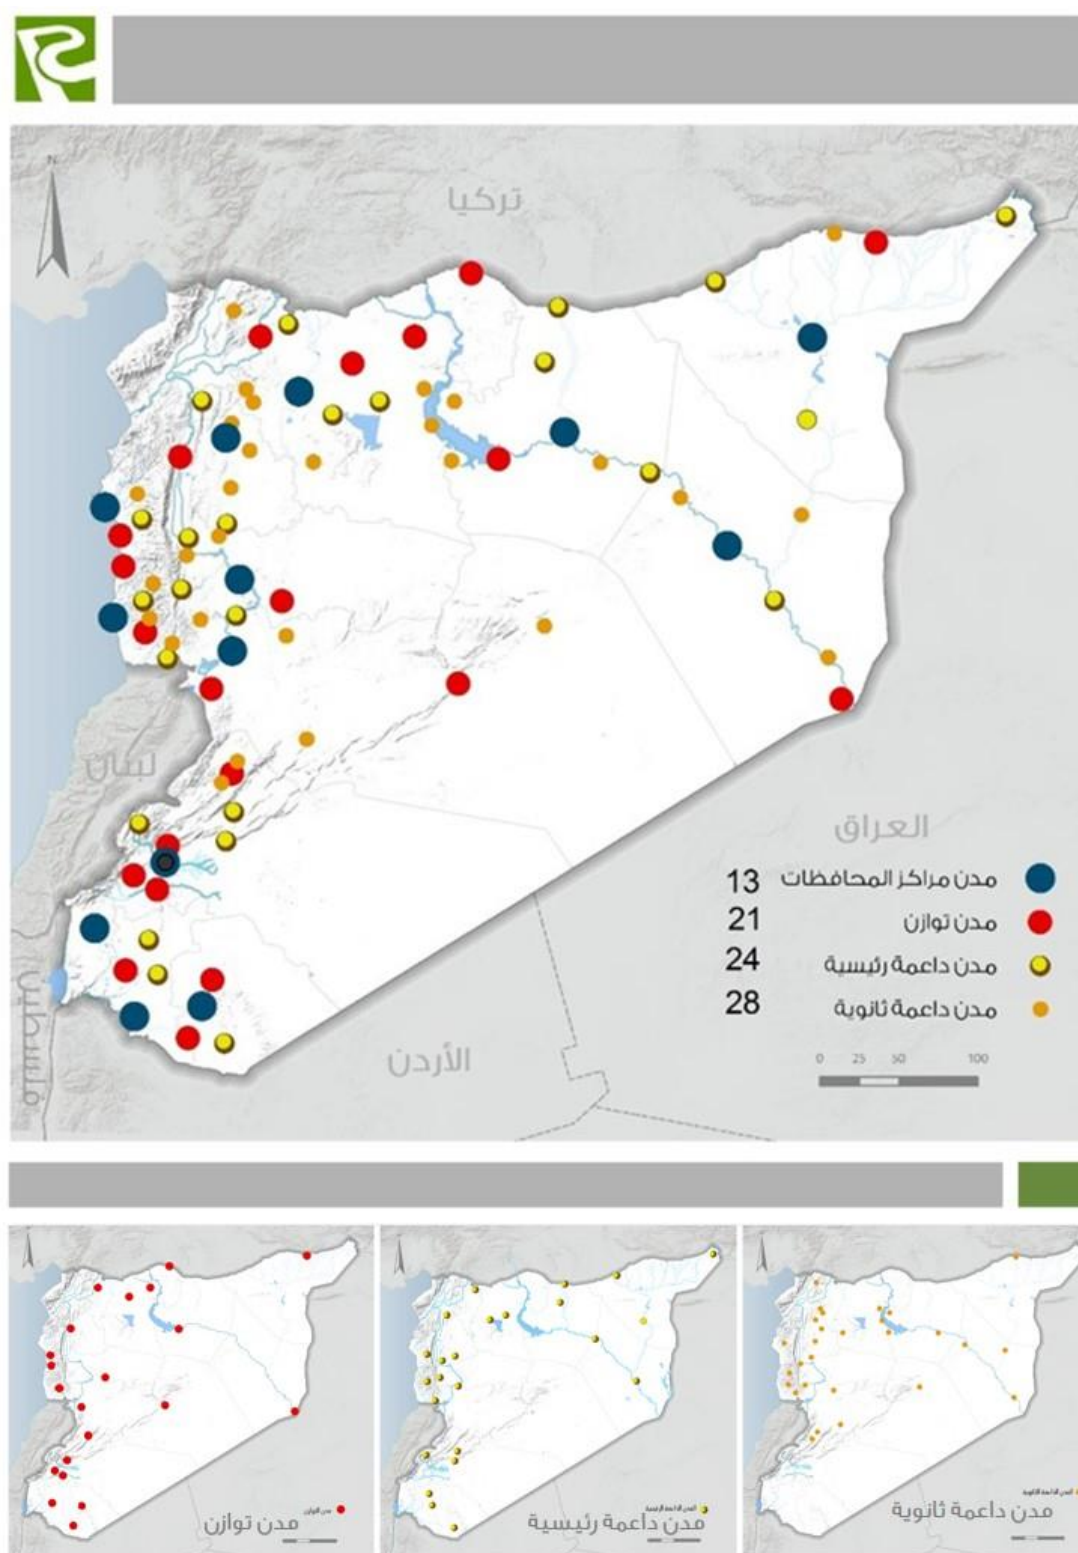 N
تركيا
لبنان
العراق
فلسطين
الأردن
مدن مراكز المحافظات 13
مدن توازن 21
مدن داعمة رئيسية 24
مدن داعمة ثانوية 28
0 25 50 100
مدن توازن
مدن داعمة رئيسية
مدن داعمة ثانوية